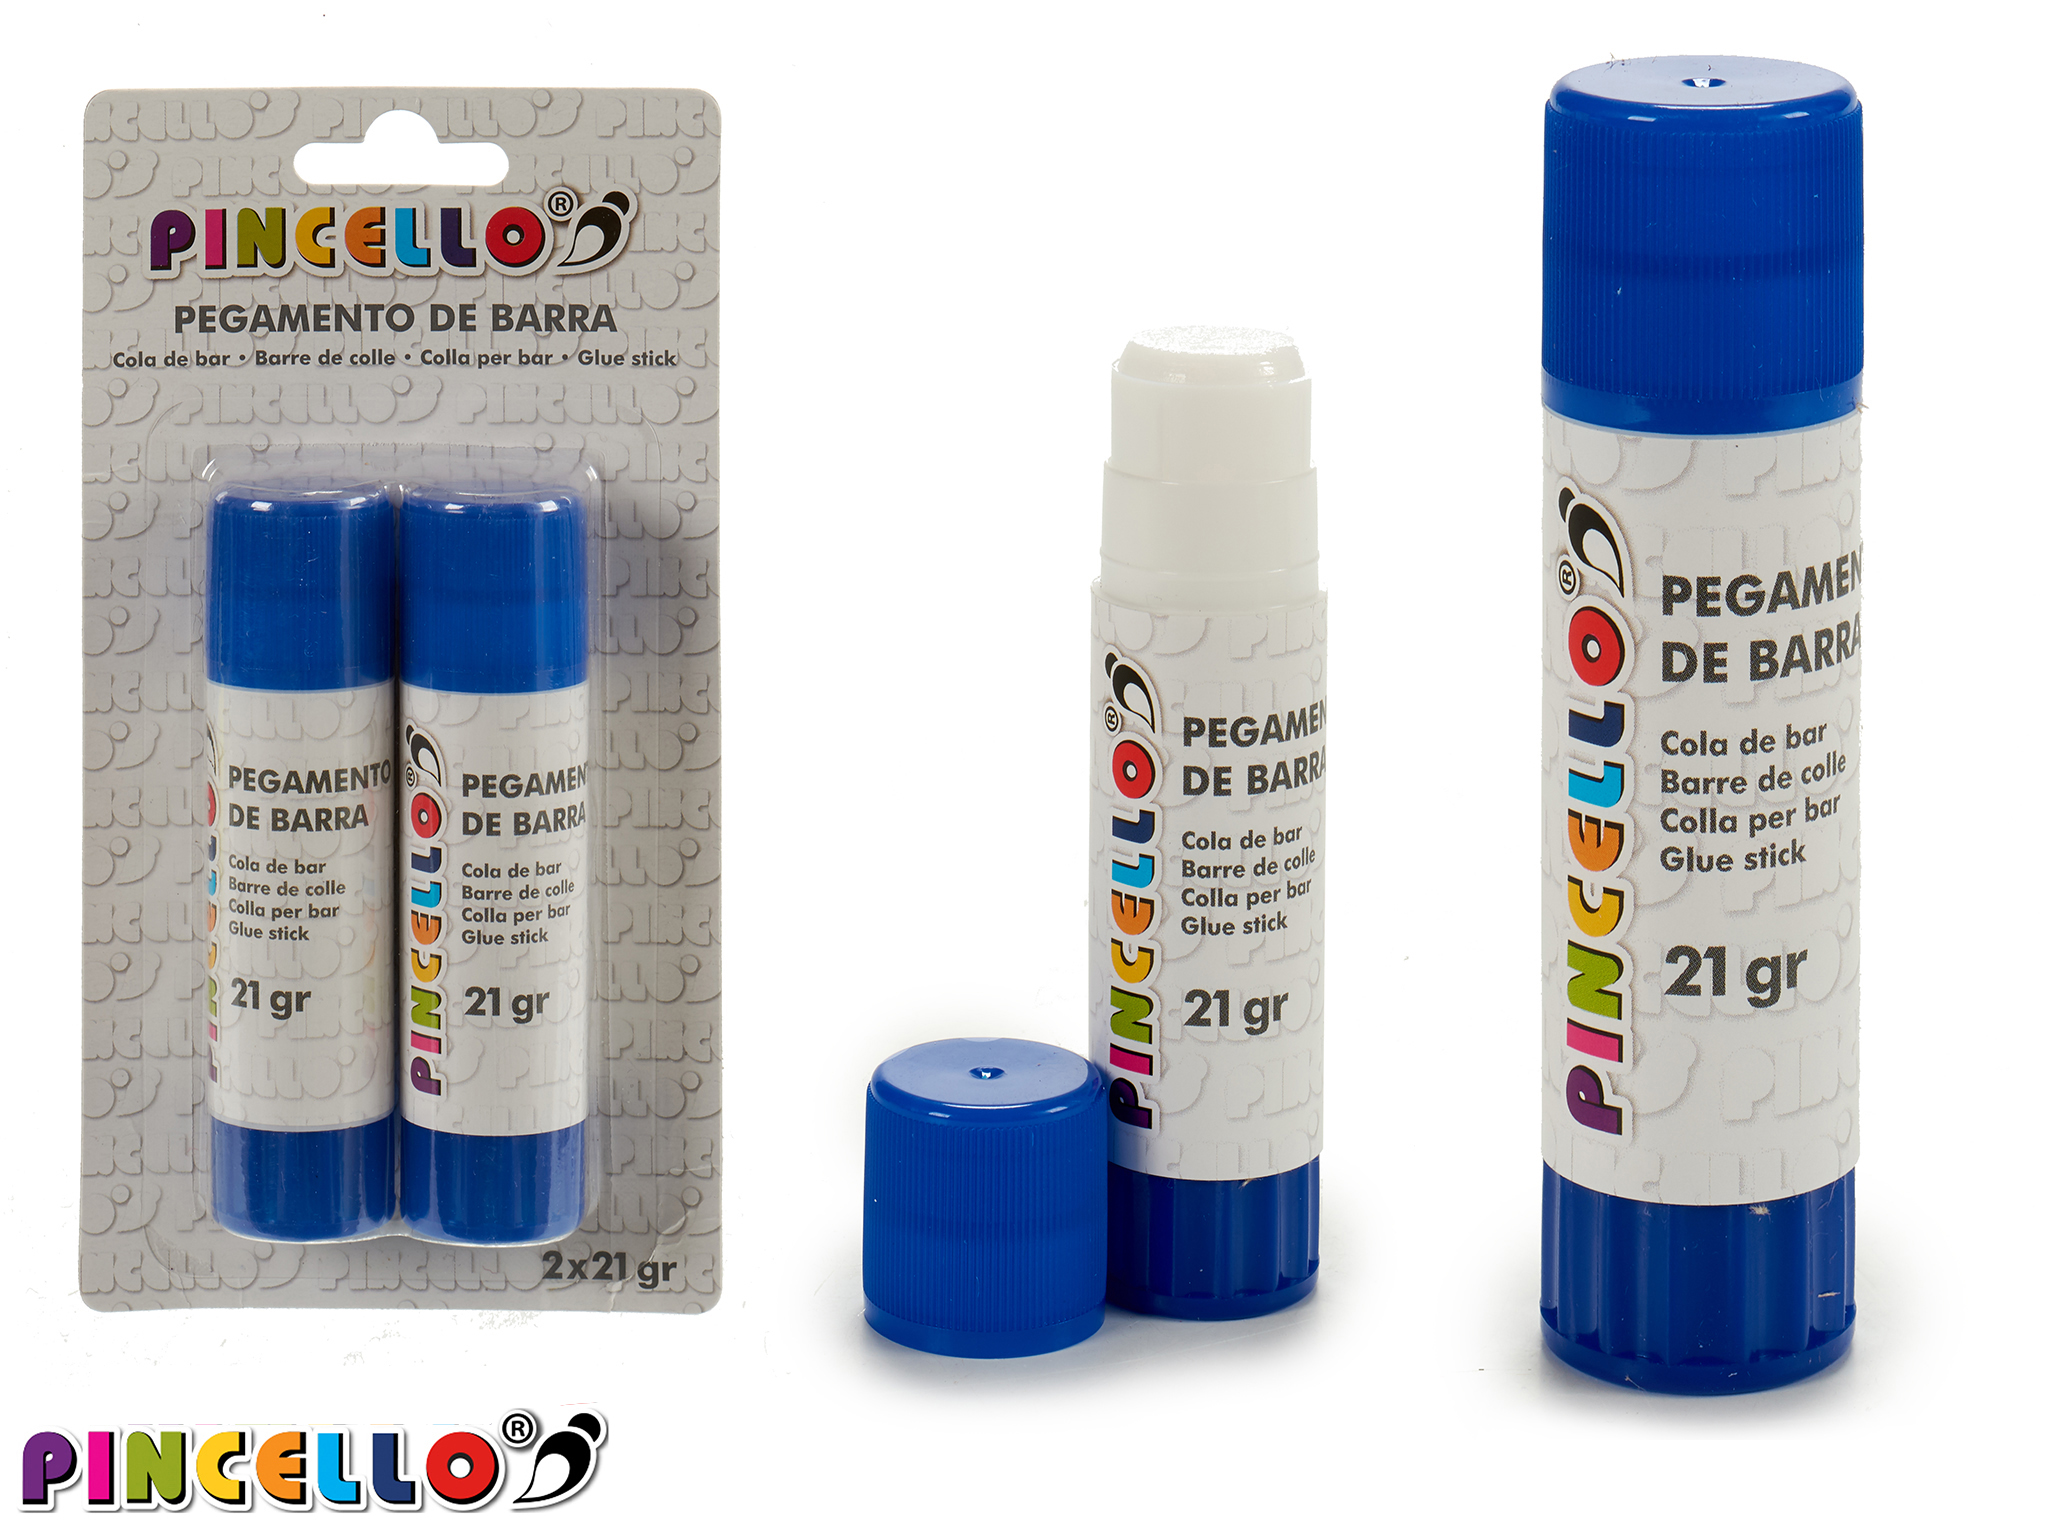 PINCELLO®
PEGAMENTO DE BARRA
Cola de bar • Barre de colle • Colla per bar • Glue stick
PEGAMENTO
DE BARRA
Cola de bar
Barre de colle
Colla per bar
Glue stick
21 gr
PINCELLO®
PEGAMEN
DE BARRA
Cola de bar
Barre de colle
Colla per bar
Glue stick
21 gr
2x21 gr
PINCELLO®
PEGAMEN
DE BARRA
Cola de bar
Barre de colle
Colla per bar
Glue stick
21 gr
PINCELLO®
PEGAMEN
DE BARRA
Cola de bar
Barre de colle
Colla per bar
Glue stick
21 gr
PINCELLO®